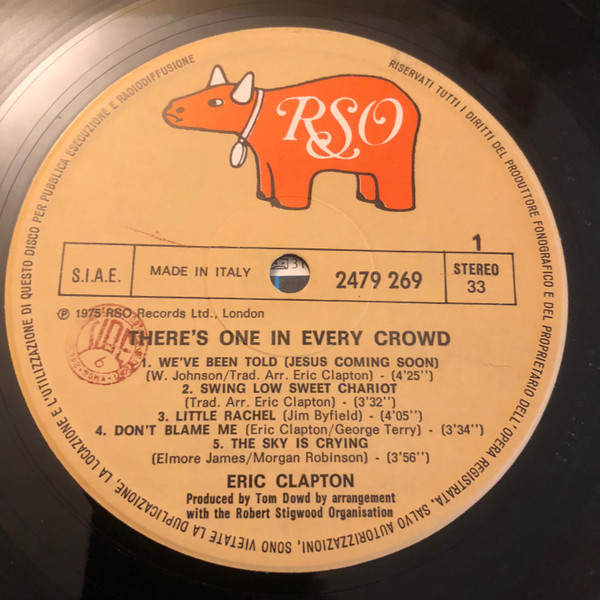 RISERVATI TUTTI I DIRITTI DEL PRODUTTORE FONOGRAFICO E DEL PROPRIETARIO DELL'OPERA REGISTRATA. SALVO AUTORIZZAZIONI, SONO VIETATE LA DUPLICAZIONE, LA LOCAZIONE E L'UTILIZZAZIONE DI QUESTO DISCO PER PUBBLICA ESECUZIONE E RADIODIFFUSIONE
RSO
1
S.I.A.E. MADE IN ITALY 2479 269 STEREO
33
℗ 1975 RSO Records Ltd., London
THERE'S ONE IN EVERY CROWD
1. WE'VE BEEN TOLD (JESUS COMING SOON)
(W. Johnson/Trad. Arr. Eric Clapton) - (4'25'')
2. SWING LOW SWEET CHARIOT
(Trad. Arr. Eric Clapton) - (3'32'')
3. LITTLE RACHEL (Jim Byfield) - (4'05'')
4. DON'T BLAME ME (Eric Clapton/George Terry) - (3'34'')
5. THE SKY IS CRYING
(Elmore James/Morgan Robinson) - (3'56'')
ERIC CLAPTON
Produced by Tom Dowd by arrangement
with the Robert Stigwood Organisation
SIAE
6
ROMA